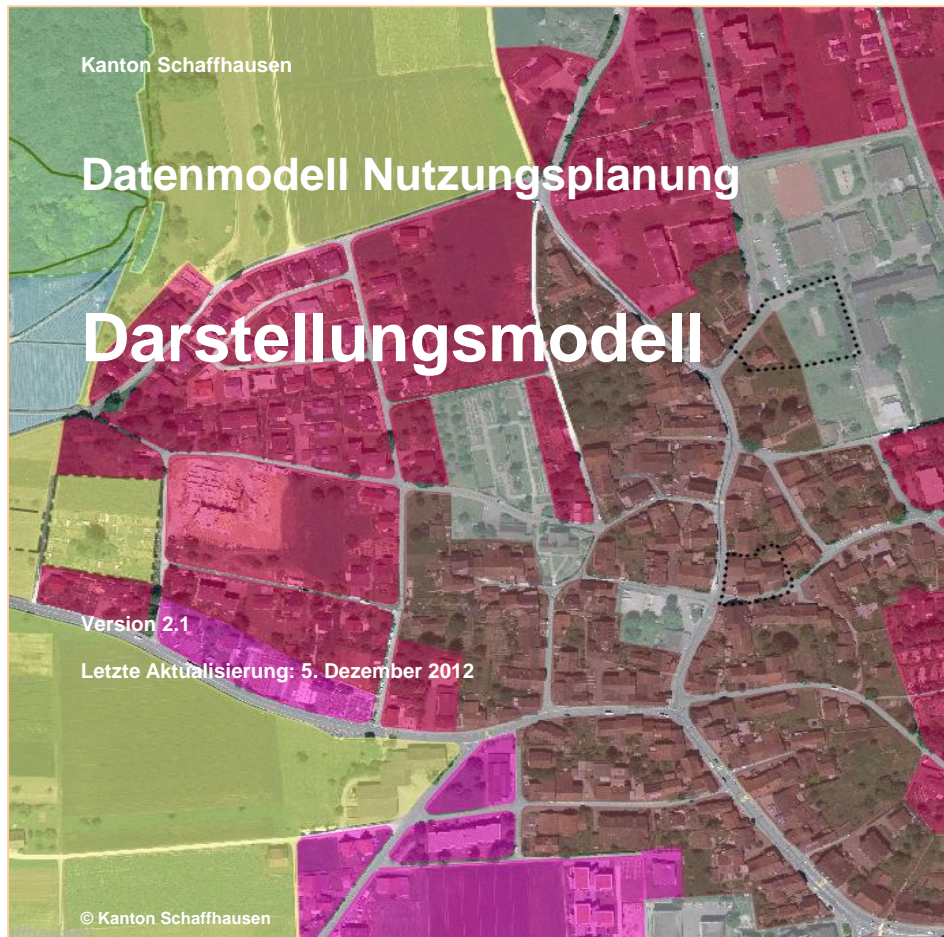 Kanton Schaffhausen
Datenmodell Nutzungsplanung
Darstellungsmodell
Version 2.1
Letzte Aktualisierung: 5. Dezember 2012
© Kanton Schaffhausen